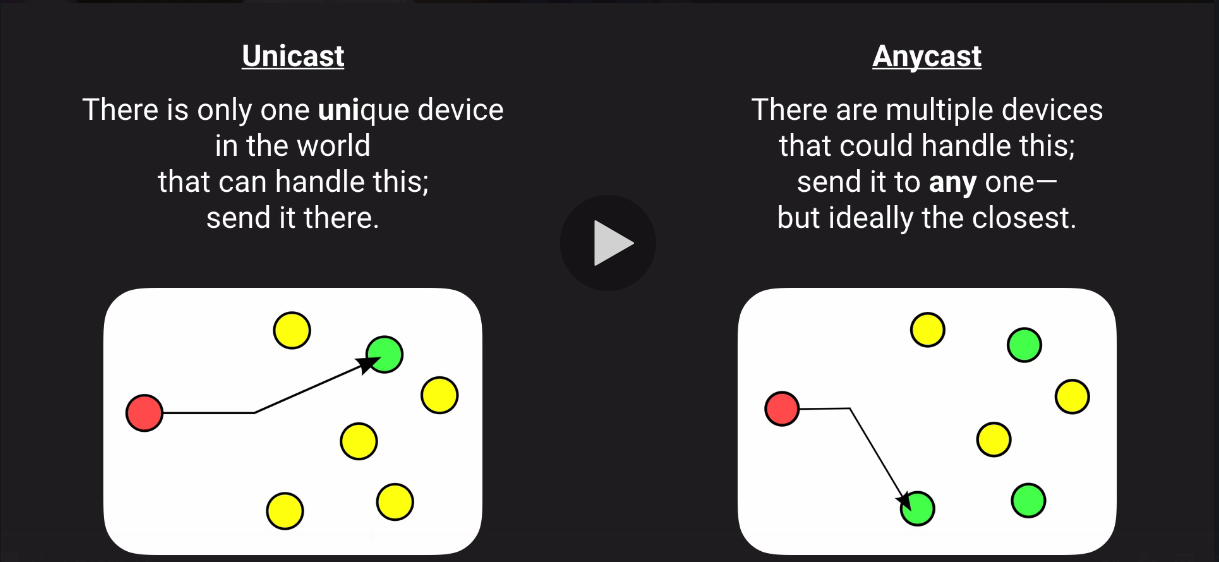 Unicast
There is only one unique device
in the world
that can handle this;
send it there.
Anycast
There are multiple devices
that could handle this;
send it to any one—
but ideally the closest.